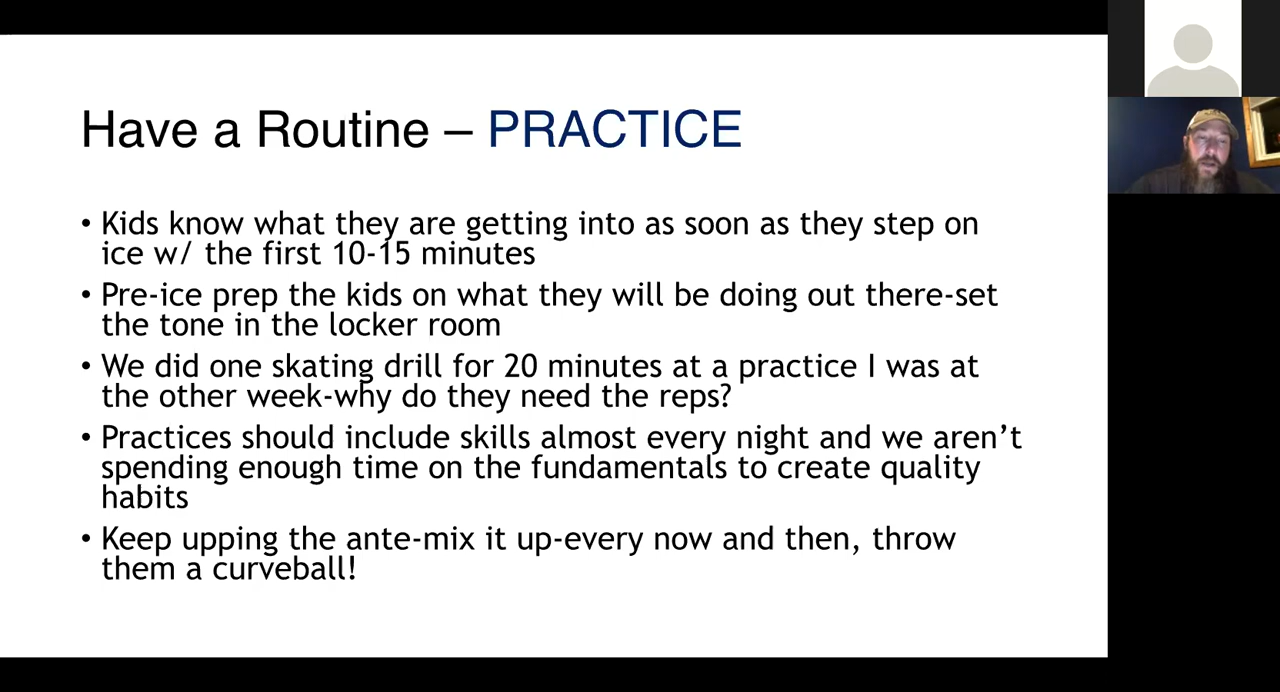 Have a Routine – PRACTICE
• Kids know what they are getting into as soon as they step on
ice w/ the first 10-15 minutes
• Pre-ice prep the kids on what they will be doing out there-set
the tone in the locker room
• We did one skating drill for 20 minutes at a practice I was at
the other week-why do they need the reps?
• Practices should include skills almost every night and we aren’t
spending enough time on the fundamentals to create quality
habits
• Keep upping the ante-mix it up-every now and then, throw
them a curveball!